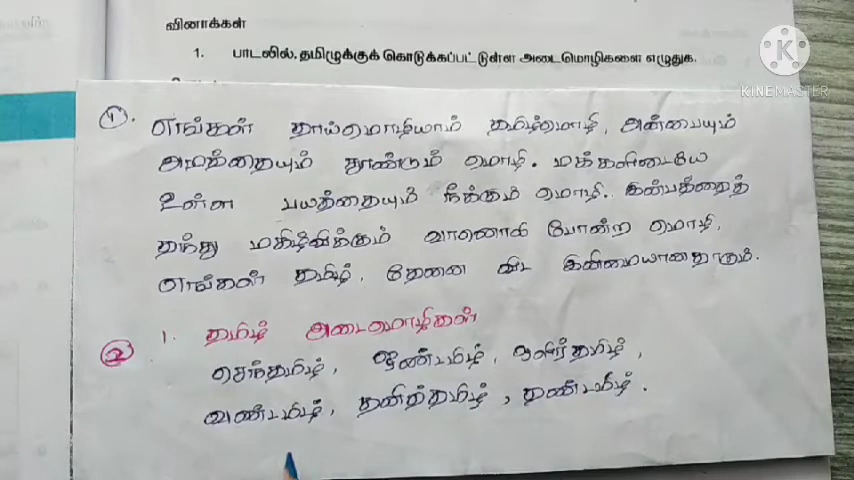 வினாக்கள்
1. பாடலில், தமிழுக்குக் கொடுக்கப்பட்டுள்ள அடைமொழிகளை எழுதுக.
KINEMASTER
1. எங்கள் தாய்மொழியாம் தமிழ்மொழி, அன்பையும்
அறத்தையும் தூண்டும் மொழி. மக்களிடையே
உள்ள பயத்தையும் நீக்கும் மொழி. இன்பத்தைத்
தந்து மகிழ்விக்கும் வானொலி போன்ற மொழி,
எங்கள் தமிழ், தேனை விட இனிமையானதாகும்.
2 1. தமிழ் அடைமொழிகள்
செந்தமிழ், ஒண்டமிழ், ஒளிர்தமிழ்,
வண்டமிழ், தனித்தமிழ், தண்டமிழ்.